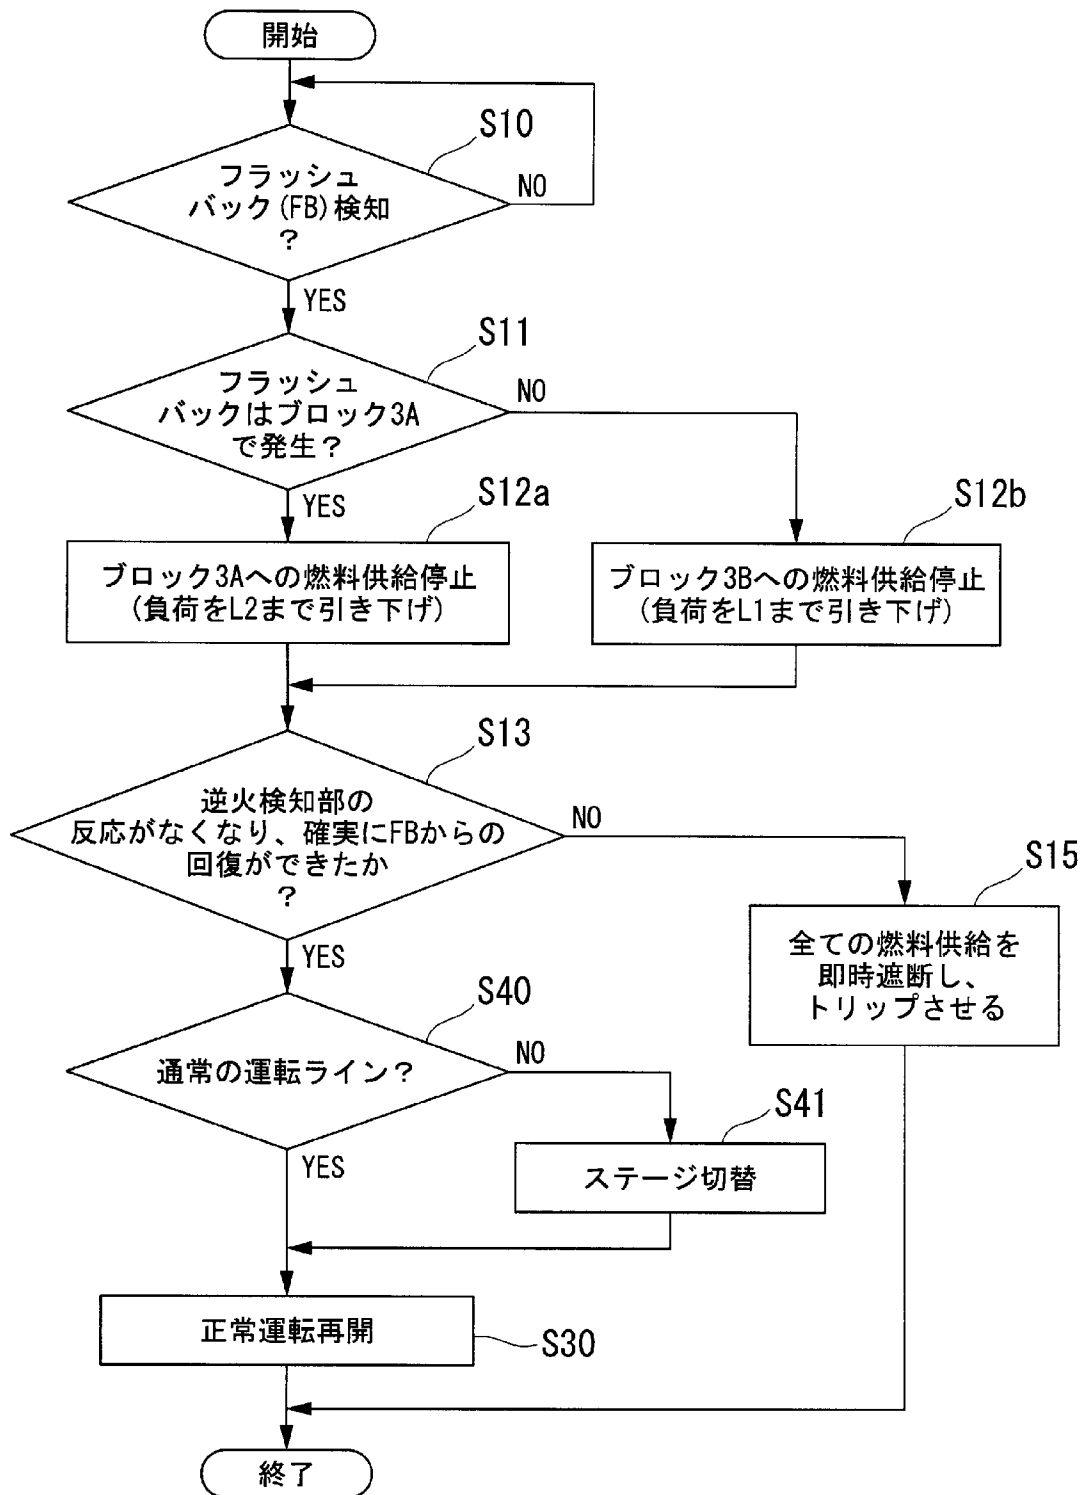 開始
S10
フラッシュ
バック(FB)検知
?
NO
YES
S11
フラッシュ
バックはブロック3A
で発生?
NO
YES
S12a
S12b
ブロック3Aへの燃料供給停止
(負荷をL2まで引き下げ)
ブロック3Bへの燃料供給停止
(負荷をL1まで引き下げ)
S13
逆火検知部の
反応がなくなり、確実にFBからの
回復ができたか
?
NO
YES
S15
全ての燃料供給を
即時遮断し、
トリップさせる
S40
通常の運転ライン?
NO
YES
S41
ステージ切替
正常運転再開
S30
終了